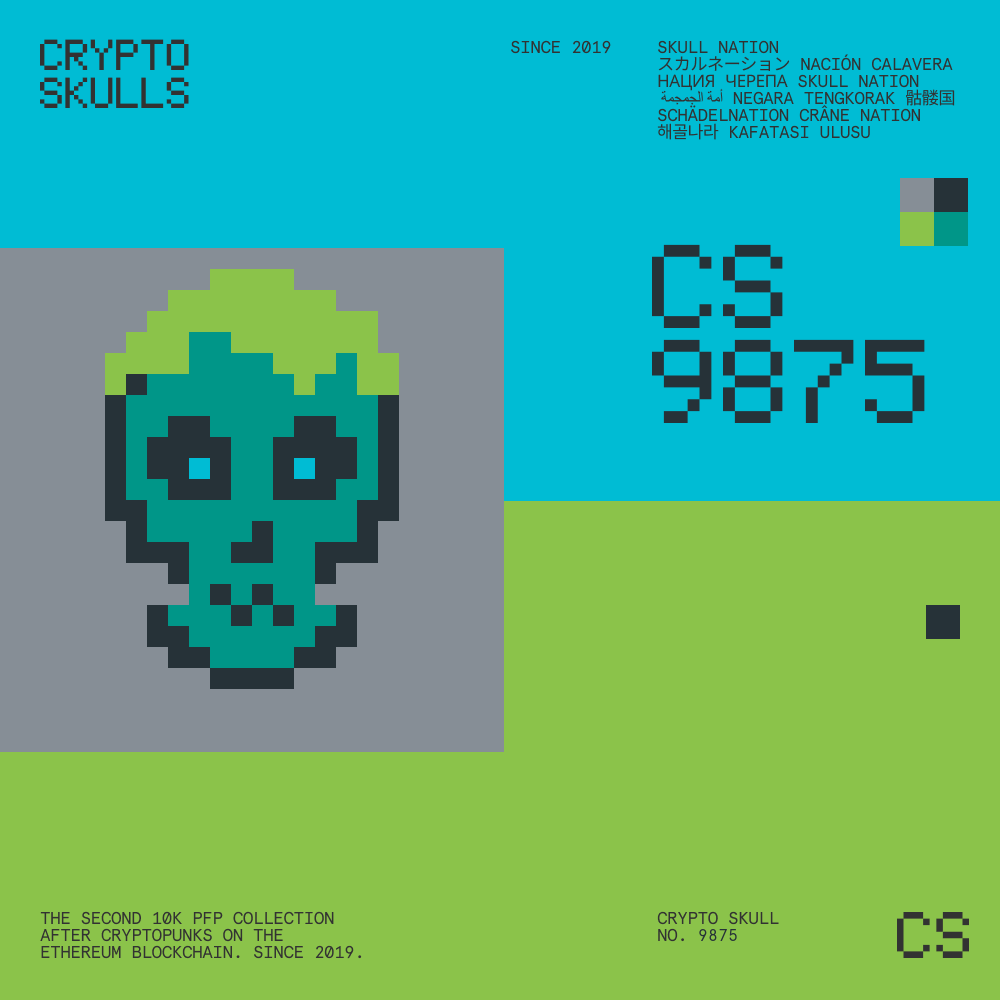 CRYPTO
SKULLS
SINCE 2019
SKULL NATION
スカルネーション NACIÓN CALAVERA
НАЦИЯ ЧЕРЕПА SKULL NATION
أمة الجمجمة NEGARA TENGKORAK 骷髅国
SCHÄDELNATION CRÂNE NATION
해골나라 KAFATASI ULUSU
CS
9875
THE SECOND 10K PFP COLLECTION
AFTER CRYPTOPUNKS ON THE
ETHEREUM BLOCKCHAIN. SINCE 2019.
CRYPTO SKULL
NO. 9875
CS